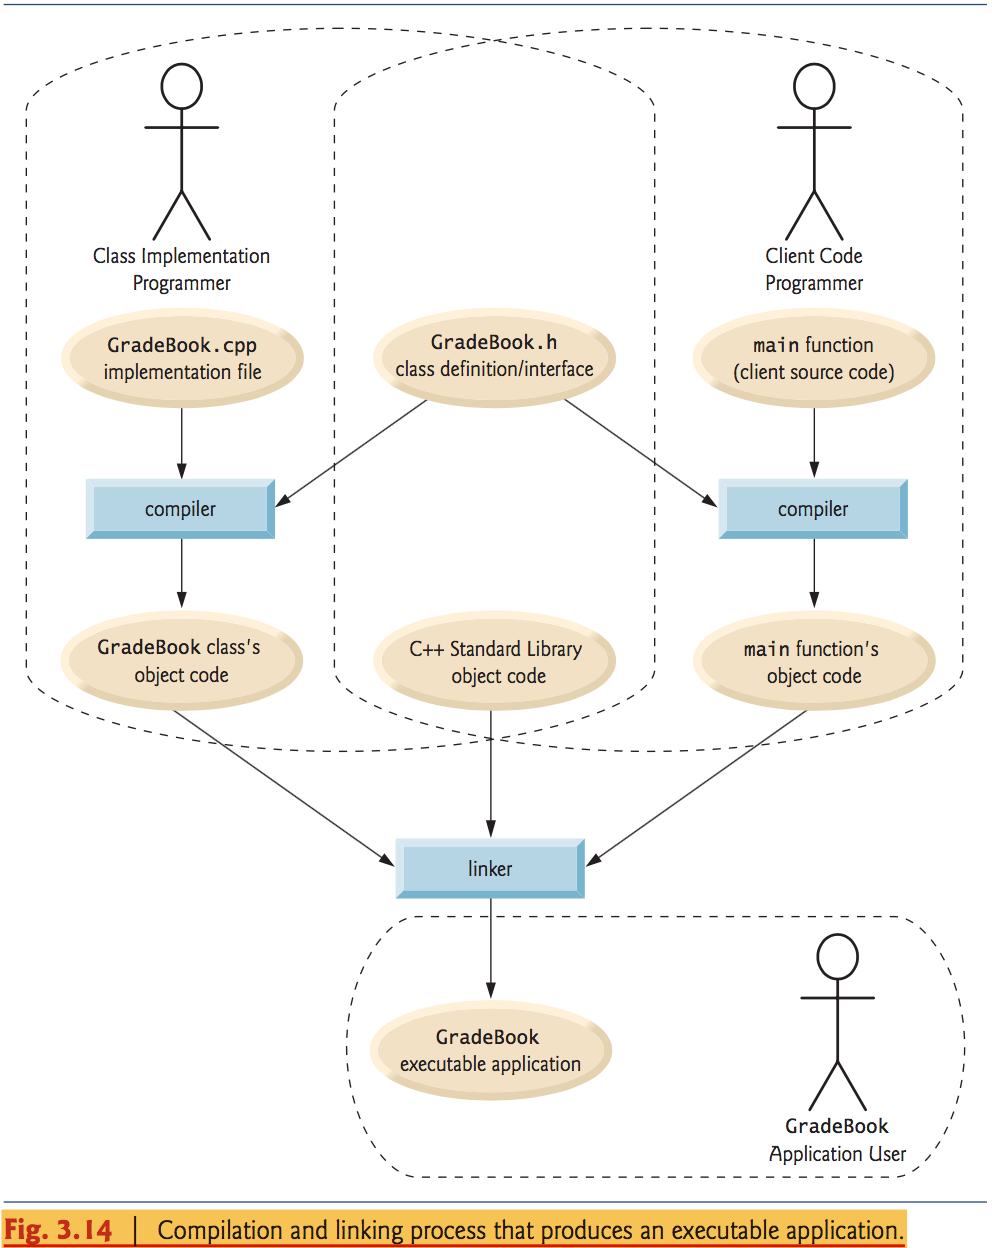 Class Implementation
Programmer
Client Code
Programmer
GradeBook.cpp
implementation file
GradeBook.h
class definition/interface
main function
(client source code)
compiler
compiler
GradeBook class's
object code
C++ Standard Library
object code
main function's
object code
linker
GradeBook
executable application
GradeBook
Application User
Fig. 3.14 | Compilation and linking process that produces an executable application.